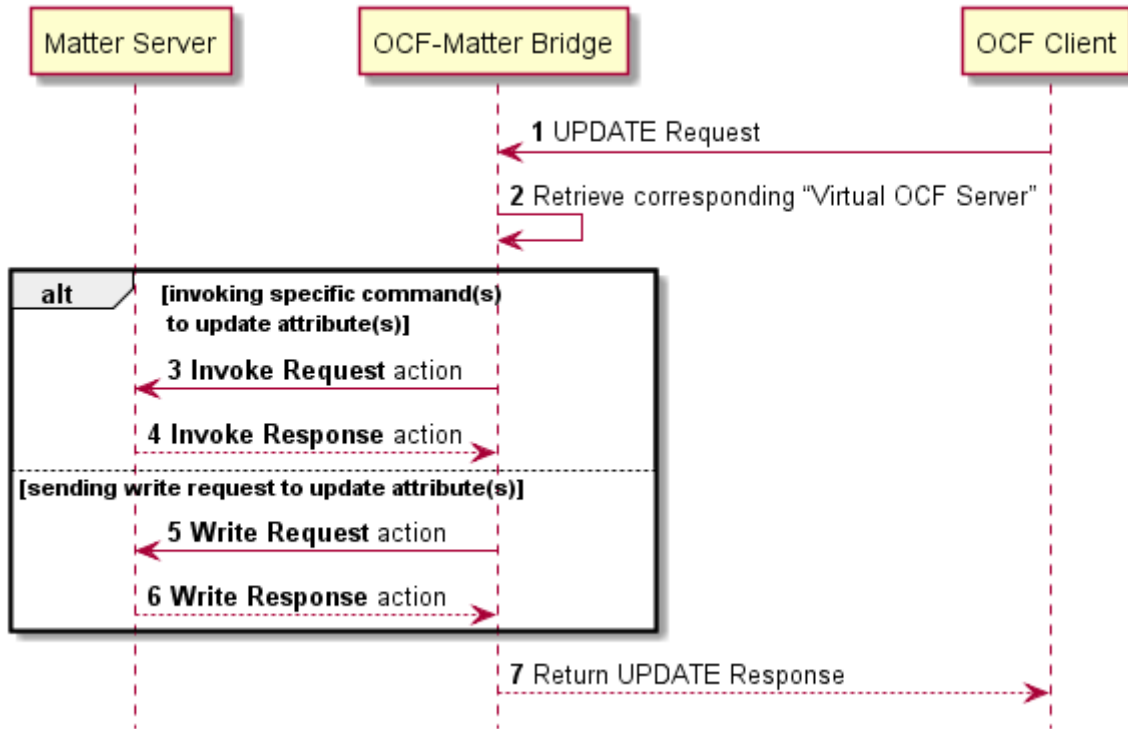 Matter Server
OCF-Matter Bridge
OCF Client
1 UPDATE Request
2 Retrieve corresponding “Virtual OCF Server”
alt
[invoking specific command(s)
to update attribute(s)]
3 Invoke Request action
4 Invoke Response action
[sending write request to update attribute(s)]
5 Write Request action
6 Write Response action
7 Return UPDATE Response